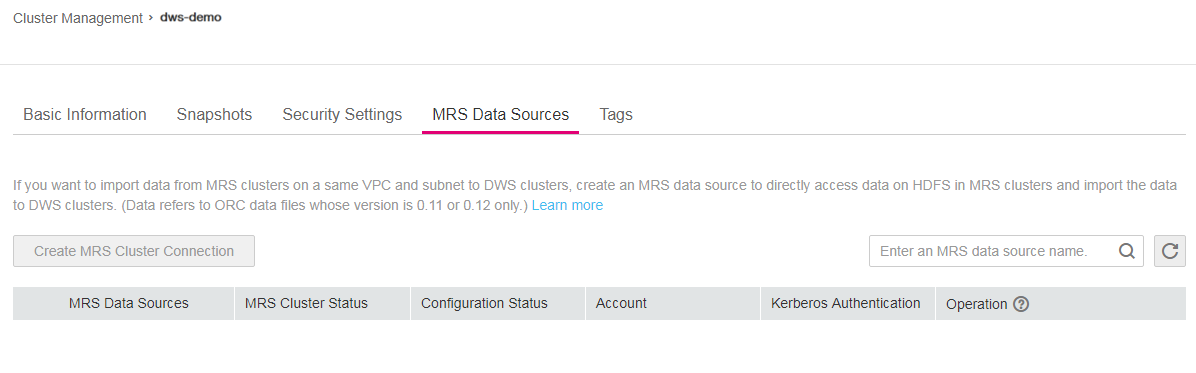 Cluster Management › dws-demo
Basic Information Snapshots Security Settings MRS Data Sources Tags
If you want to import data from MRS clusters on a same VPC and subnet to DWS clusters, create an MRS data source to directly access data on HDFS in MRS clusters and import the data
to DWS clusters. (Data refers to ORC data files whose version is 0.11 or 0.12 only.) Learn more
Create MRS Cluster Connection Enter an MRS data source name.
MRS Data Sources MRS Cluster Status Configuration Status Account Kerberos Authentication Operation ?